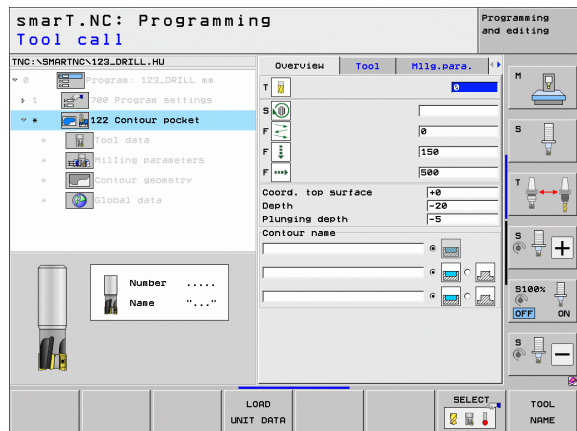 smarT.NC: Programming
Tool call
Programming
and editing
TNC:\SMARTNC\123_DRILL.HU
0 Program: 123_DRILL mm
1 700 Program settings
* 122 Contour pocket
* Tool data
* Milling parameters
* Contour geometry
* Global data
Number .....
Name "..."
Overview Tool Mllg.para.
T 0
S
F 0
F 150
F 500
Coord. top surface +0
Depth -20
Plunging depth -5
Contour name
M
S
T
S
S100%
OFF ON
S
LOAD
UNIT DATA
SELECT
TOOL
NAME